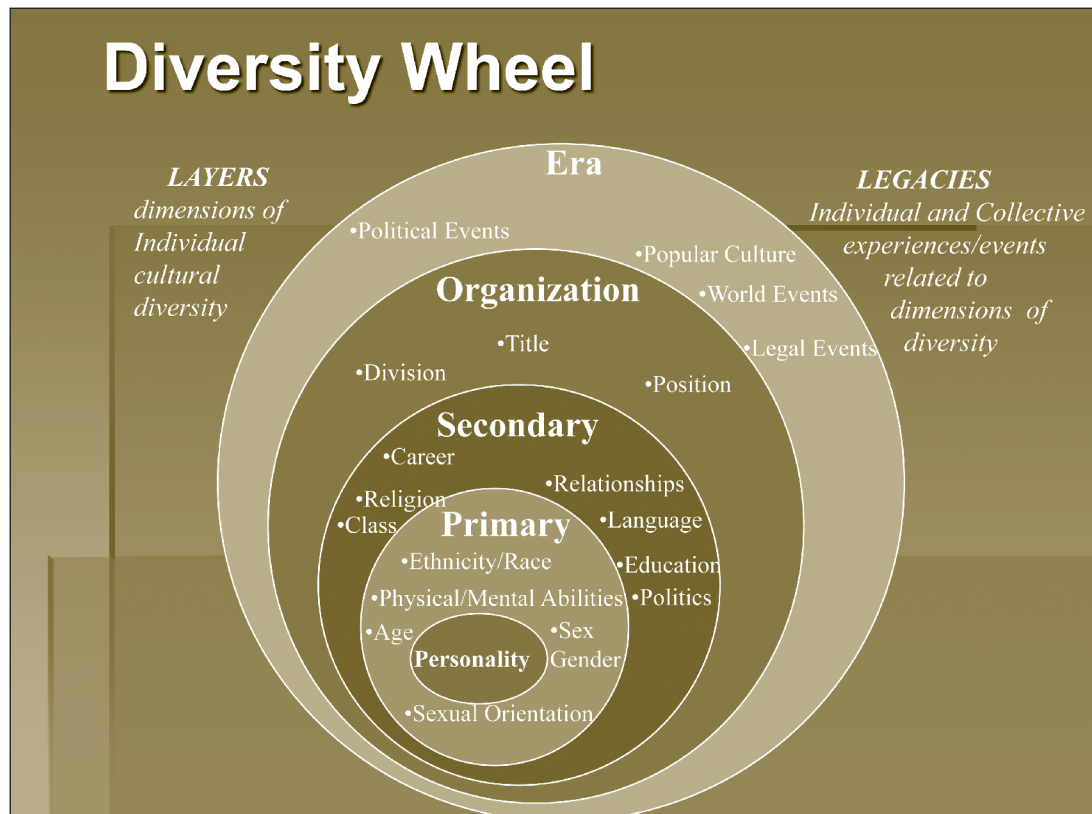 Diversity Wheel
LAYERS
dimensions of
Individual
cultural
diversity
LEGACIES
Individual and Collective
experiences/events
related to
dimensions of
diversity
Era
•Political Events
•Popular Culture
•World Events
•Legal Events
Organization
•Title
•Division
•Position
Secondary
•Career
•Relationships
•Religion
•Class
•Language
•Education
•Politics
Primary
•Ethnicity/Race
•Physical/Mental Abilities
•Age
•Sex
Gender
Personality
•Sexual Orientation